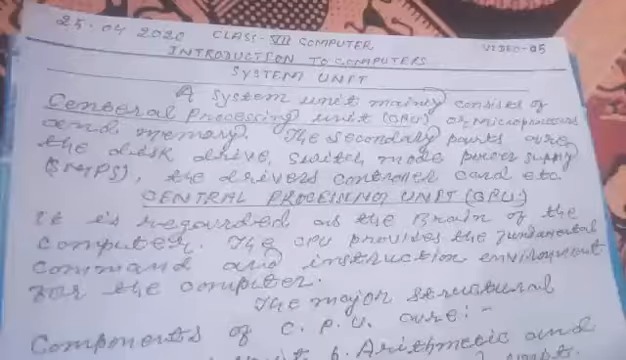 25.04 2020 CLASS-VII COMPUTER VIDEO-05
INTRODUCTION TO COMPUTERS
SYSTEM UNIT
A system unit mainly consists of
Centeral Processing unit (CPU) or microprocessor
and memory. The secondary parts are
the disk drive, switch mode power supply
(SMPS), the drivers controller card etc.
CENTRAL PROCESSING UNIT (CPU)
It is regarded as the Brain of the
computer. The CPU provides the fundamental
command and instruction environment
for the computer.
The major structural
Components of C.P.U. are:-
6. Arithmetic and